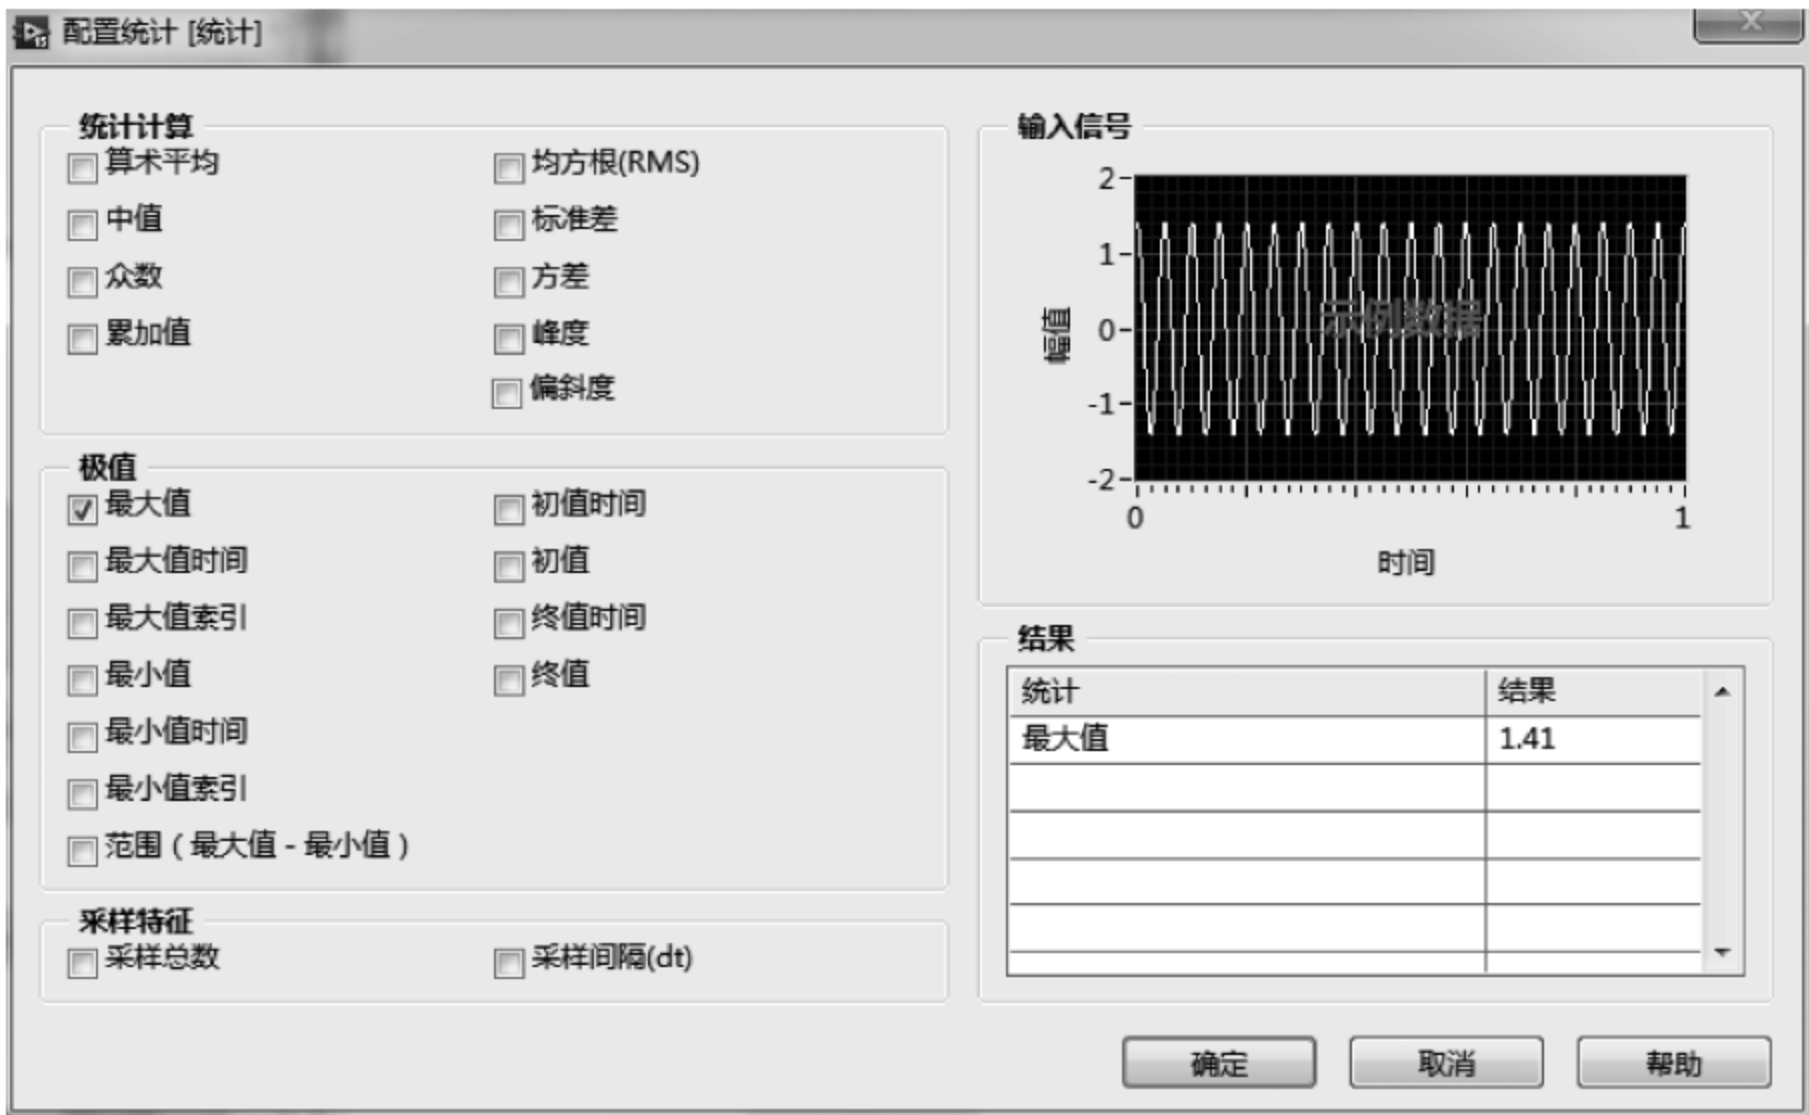 配置统计 [统计]
统计计算
算术平均
均方根(RMS)
中值
标准差
众数
方差
累加值
峰度
偏斜度
极值
最大值
初值时间
最大值时间
初值
最大值索引
终值时间
最小值
终值
最小值时间
最小值索引
范围（最大值 - 最小值）
采样特征
采样总数
采样间隔(dt)
输入信号
2
1
0
-1
-2
幅值
示例数据
0
1
时间
结果
统计 结果
最大值 1.41
确定
取消
帮助